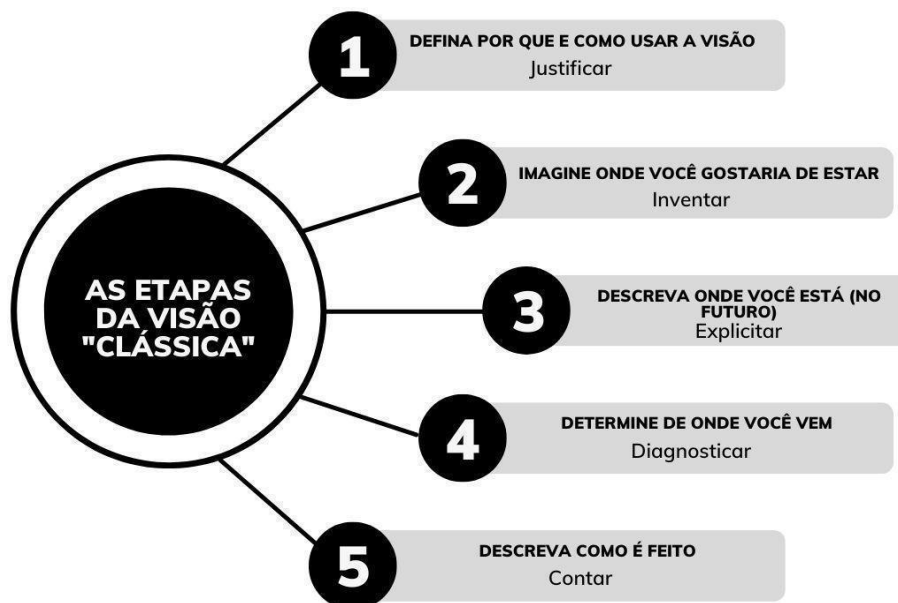 1
DEFINA POR QUE E COMO USAR A VISÃO
Justificar
2
IMAGINE ONDE VOCÊ GOSTARIA DE ESTAR
Inventar
AS ETAPAS
DA VISÃO
"CLÁSSICA"
3
DESCREVA ONDE VOCÊ ESTÁ (NO
FUTURO)
Explicitar
4
DETERMINE DE ONDE VOCÊ VEM
Diagnosticar
5
DESCREVA COMO É FEITO
Contar